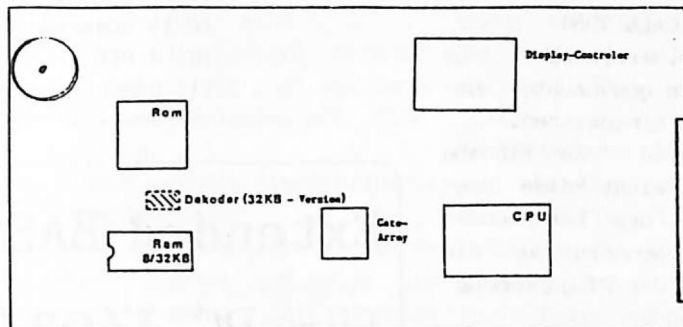 Display-Controler
Rom
Dekoder (32KB - Version)
Ram
8/32KB
Gate-
Array
CPU